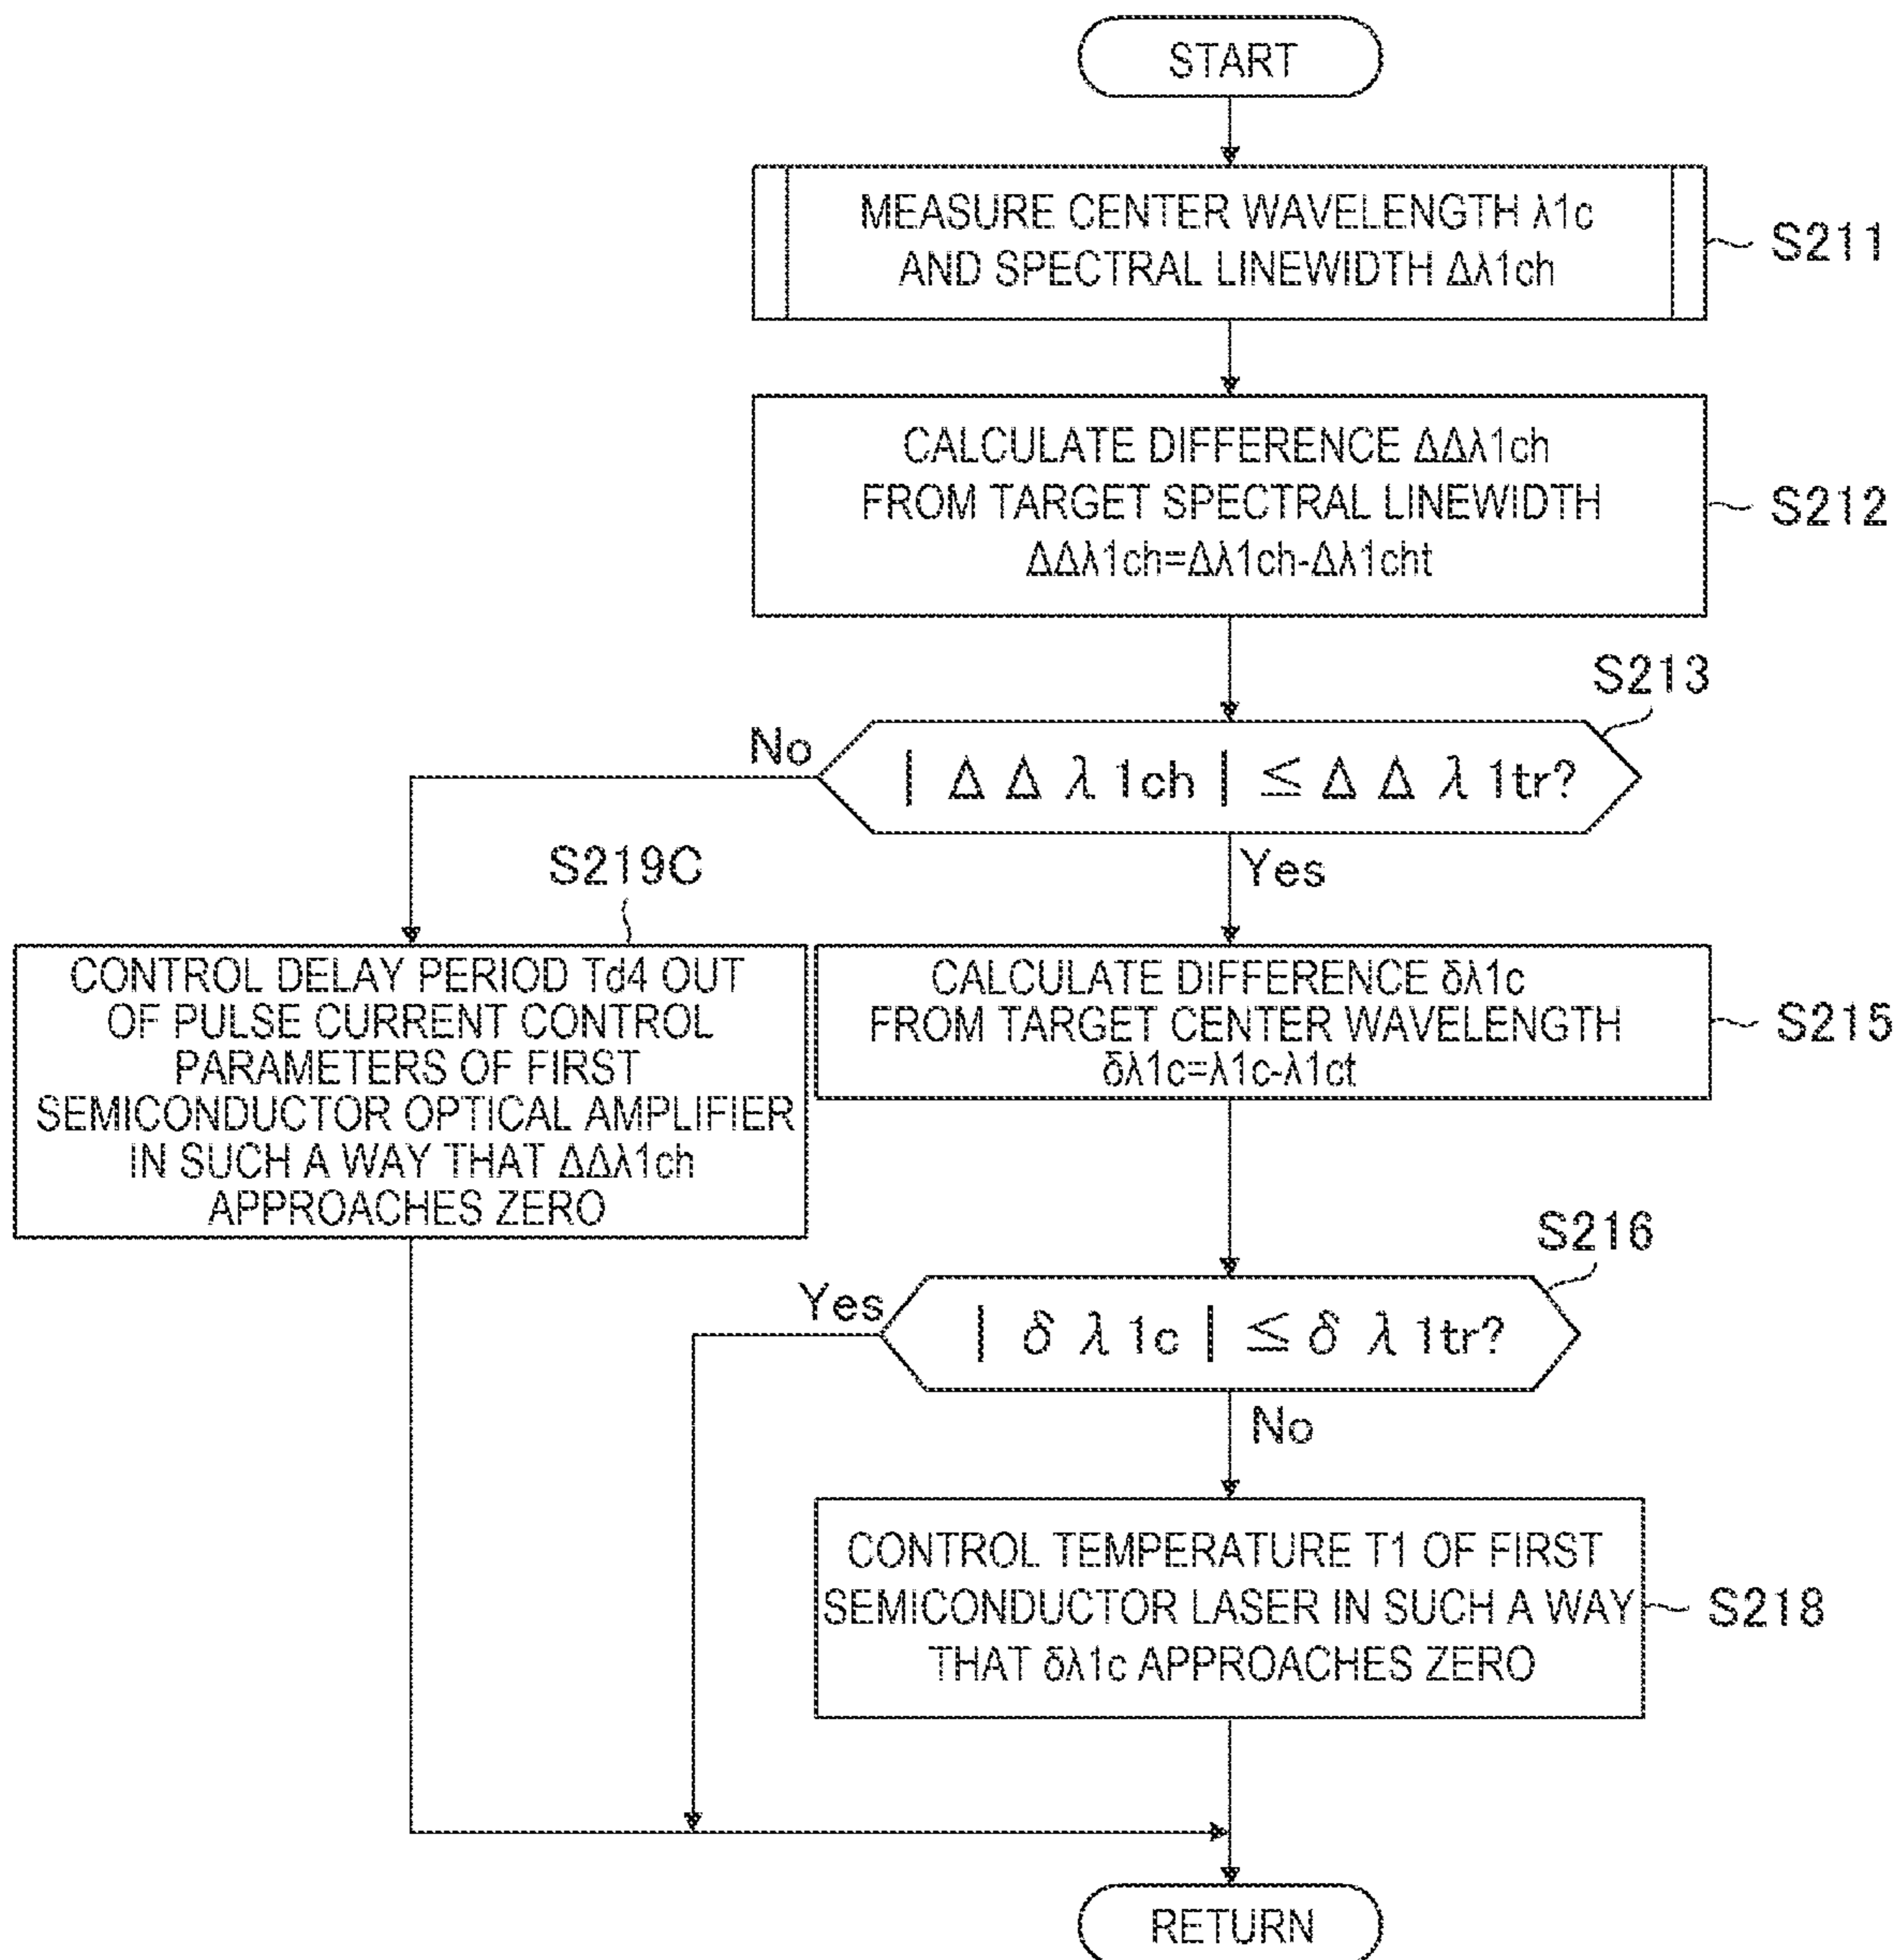 START
MEASURE CENTER WAVELENGTH λ1c
AND SPECTRAL LINEWIDTH Δλ1ch
S211
CALCULATE DIFFERENCE ΔΔλ1ch
FROM TARGET SPECTRAL LINEWIDTH
ΔΔλ1ch=Δλ1ch-Δλ1cht
S212
S213
| Δ Δ λ 1ch | ≦ Δ Δ λ 1tr?
No
Yes
S219C
CONTROL DELAY PERIOD Td4 OUT
OF PULSE CURRENT CONTROL
PARAMETERS OF FIRST
SEMICONDUCTOR OPTICAL AMPLIFIER
IN SUCH A WAY THAT ΔΔλ1ch
APPROACHES ZERO
CALCULATE DIFFERENCE δλ1c
FROM TARGET CENTER WAVELENGTH
δλ1c=λ1c-λ1ct
S215
S216
Yes
| δ λ 1c | ≦ δ λ 1tr?
No
CONTROL TEMPERATURE T1 OF FIRST
SEMICONDUCTOR LASER IN SUCH A WAY
THAT δλ1c APPROACHES ZERO
S218
RETURN